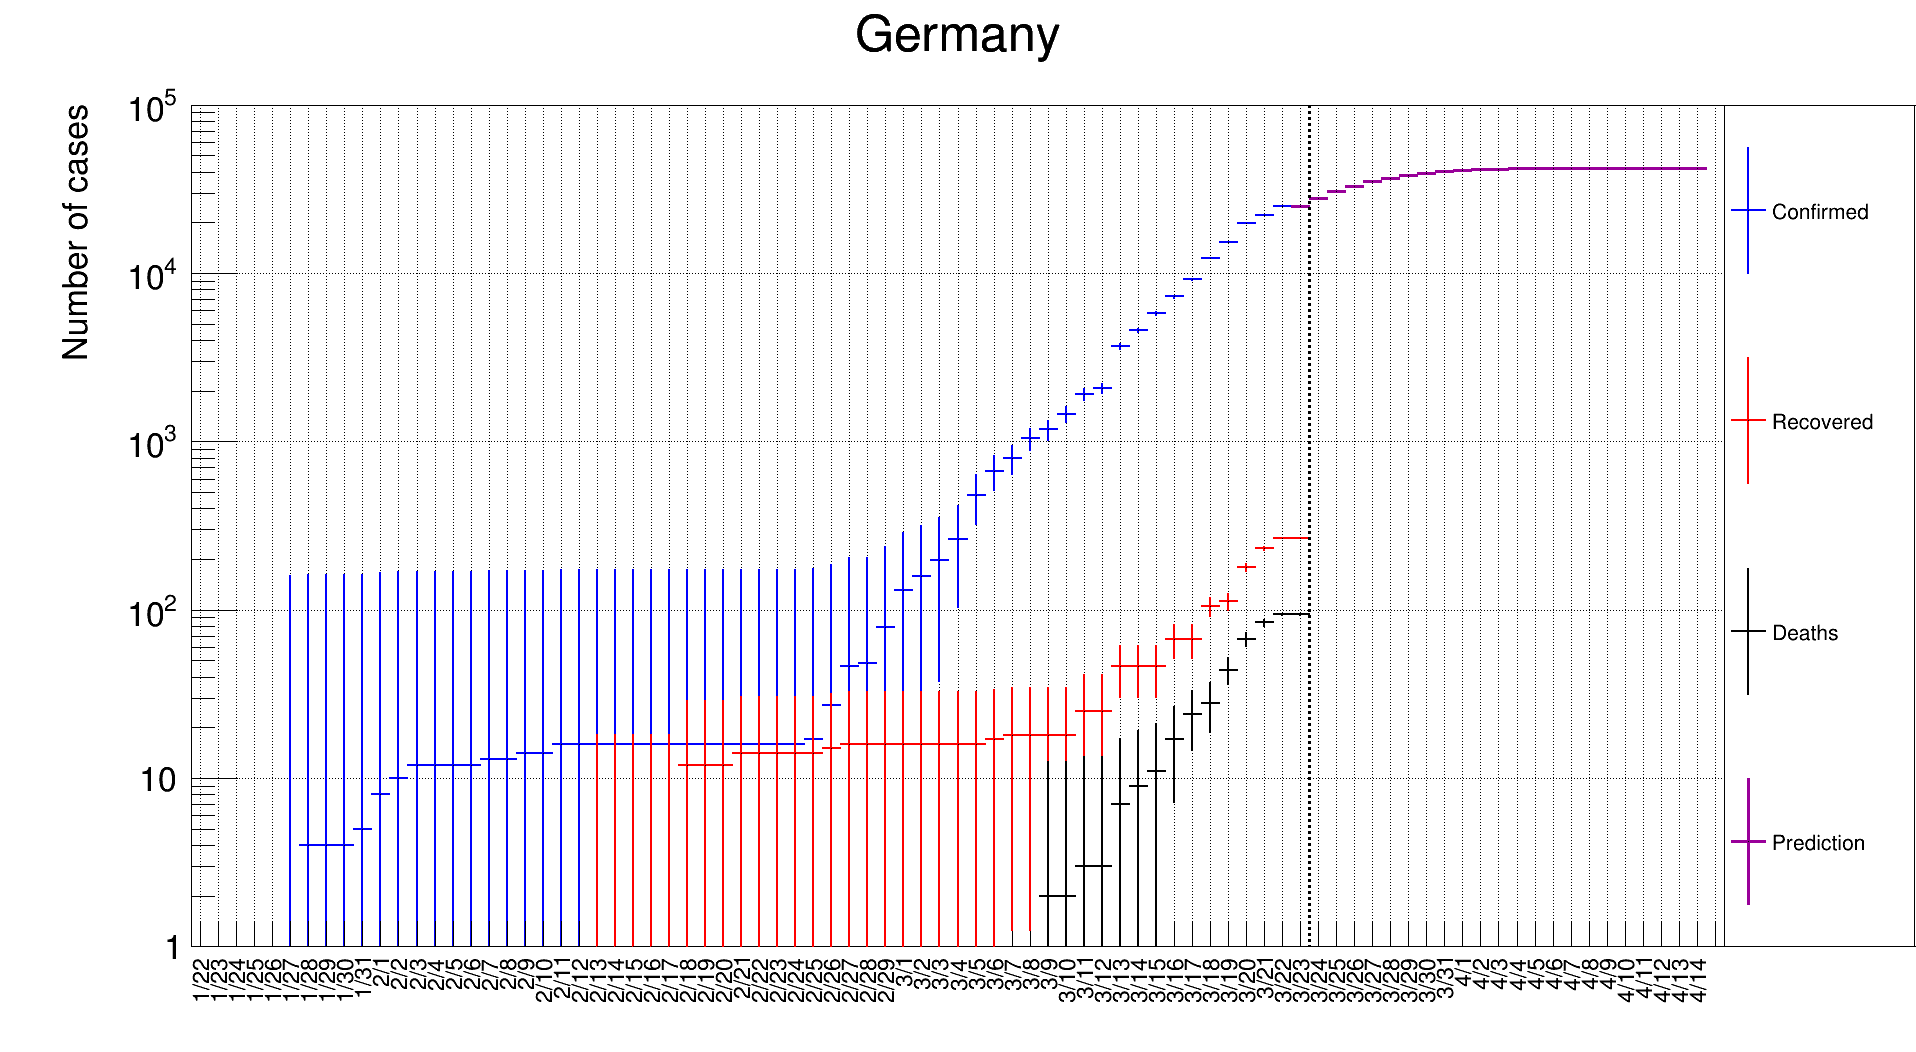 Germany
Number of cases
10^5
10^4
10^3
10^2
10
1
1/22 1/23 1/24 1/25 1/26 1/27 1/28 1/29 1/30 1/31 2/1 2/2 2/3 2/4 2/5 2/6 2/7 2/8 2/9 2/10 2/11 2/12 2/13 2/14 2/15 2/16 2/17 2/18 2/19 2/20 2/21 2/22 2/23 2/24 2/25 2/26 2/27 2/28 2/29 3/1 3/2 3/3 3/4 3/5 3/6 3/7 3/8 3/9 3/10 3/11 3/12 3/13 3/14 3/15 3/16 3/17 3/18 3/19 3/20 3/21 3/22 3/23 3/24 3/25 3/26 3/27 3/28 3/29 3/30 3/31 4/1 4/2 4/3 4/4 4/5 4/6 4/7 4/8 4/9 4/10 4/11 4/12 4/13 4/14
Confirmed
Recovered
Deaths
Prediction